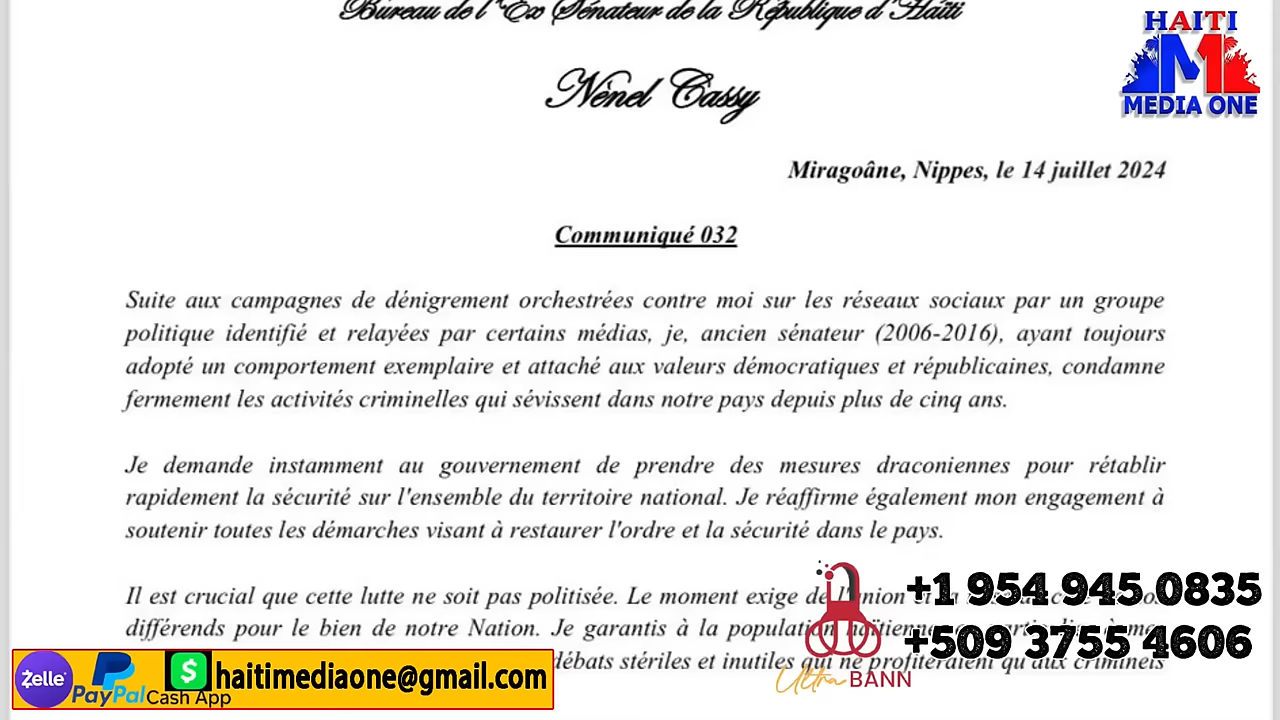 Bureau de l'Ex Sénateur de la République d'Haïti
HAITI
M
MEDIA ONE
Nènel Cassy
Miragoâne, Nippes, le 14 juillet 2024
Communiqué 032
Suite aux campagnes de dénigrement orchestrées contre moi sur les réseaux sociaux par un groupe
politique identifié et relayées par certains médias, je, ancien sénateur (2006-2016), ayant toujours
adopté un comportement exemplaire et attaché aux valeurs démocratiques et républicaines, condamne
fermement les activités criminelles qui sévissent dans notre pays depuis plus de cinq ans.
Je demande instamment au gouvernement de prendre des mesures draconiennes pour rétablir
rapidement la sécurité sur l'ensemble du territoire national. Je réaffirme également mon engagement à
soutenir toutes les démarches visant à restaurer l'ordre et la sécurité dans le pays.
Il est crucial que cette lutte ne soit pas politisée. Le moment exige de l'union
différends pour le bien de notre Nation. Je garantis à la population haïtienne
débats stériles et inutiles qui ne profiteraient qu'aux criminels
+1 954 945 0835
+509 3755 4606
Ultra BANN
Zelle
PayPal
$
Cash App
haitimediaone@gmail.com